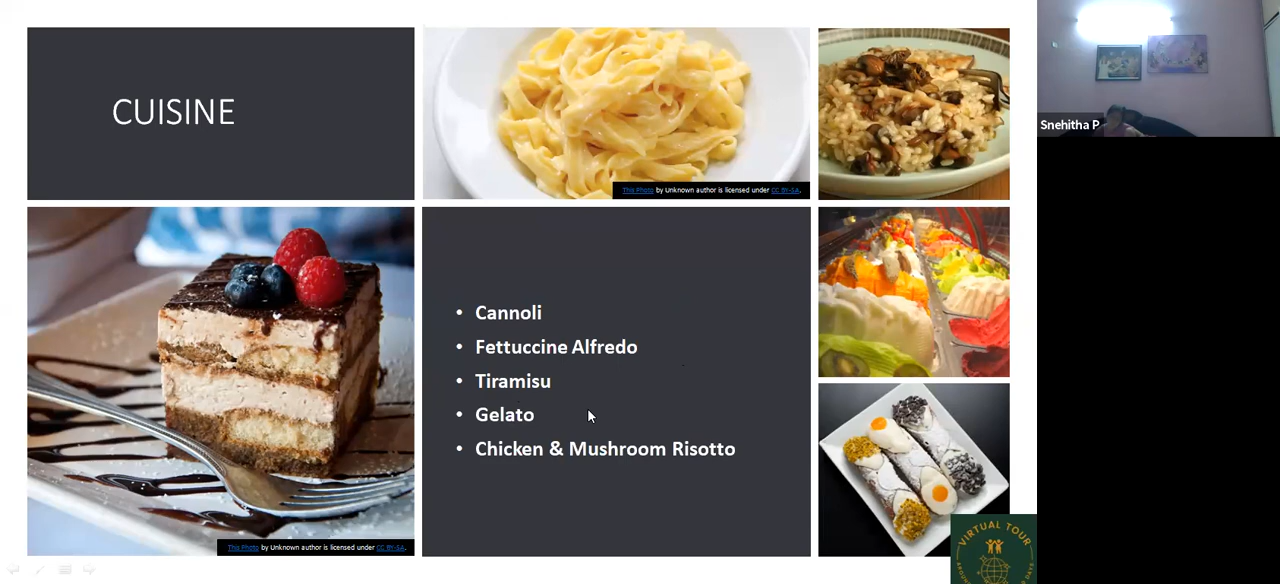 CUISINE
This Photo by Unknown author is licensed under CC BY-SA.
Snehitha P
• Cannoli
• Fettuccine Alfredo
• Tiramisu
• Gelato
• Chicken & Mushroom Risotto
This Photo by Unknown author is licensed under CC BY-SA.
VIRTUAL TOUR